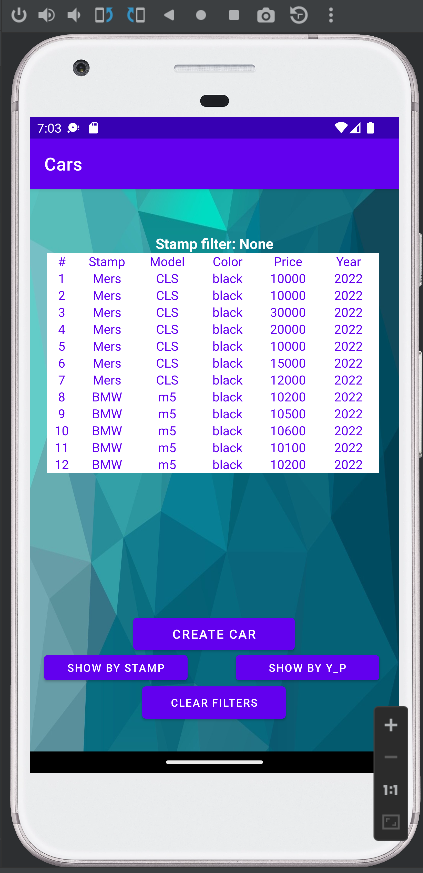 7:03
Cars
Stamp filter: None
# Stamp Model Color Price Year
1 Mers CLS black 10000 2022
2 Mers CLS black 10000 2022
3 Mers CLS black 30000 2022
4 Mers CLS black 20000 2022
5 Mers CLS black 10000 2022
6 Mers CLS black 15000 2022
7 Mers CLS black 12000 2022
8 BMW m5 black 10200 2022
9 BMW m5 black 10500 2022
10 BMW m5 black 10600 2022
11 BMW m5 black 10100 2022
12 BMW m5 black 10200 2022
CREATE CAR
SHOW BY STAMP SHOW BY Y_P
CLEAR FILTERS
1:1